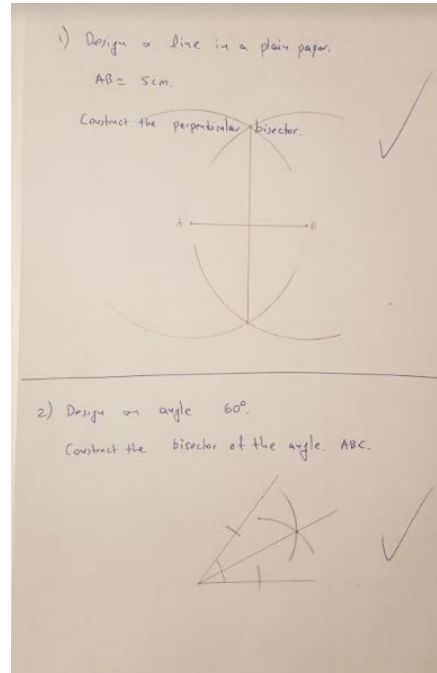 1) Design a line in a plain paper.
AB = 5cm.
Construct the perpendicular bisector.
A
B
2) Design an angle 60°.
Construct the bisector of the angle. ABC.